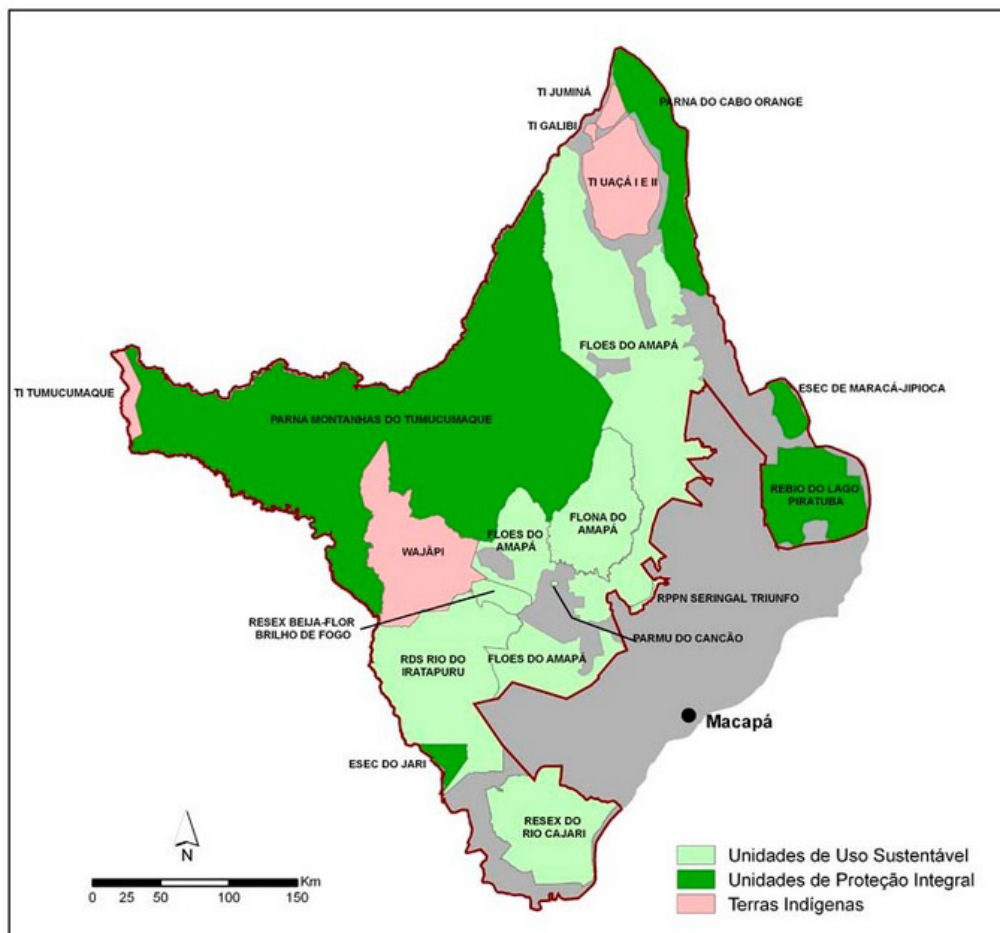 TI JUMINÁ
PARNA DO CABO ORANGE
TI GALIBI
TI UAÇÁ I E II
FLOES DO AMAPÁ
TI TUMUCUMAQUE
ESEC DE MARACÁ-JIPIOCA
PARNA MONTANHAS DO TUMUCUMAQUE
REBIO DO LAGO
PIRATUBA
FLONA DO
AMAPÁ
FLOES DO
AMAPÁ
WAJÃPI
RPPN SERINGAL TRIUNFO
RESEX BEIJA-FLOR
BRILHO DE FOGO
PARMU DO CANCÃO
RDS RIO DO
IRATAPURU
FLOES DO AMAPÁ
Macapá
ESEC DO JARI
RESEX DO
RIO CAJARI
N
Km
0 25 50 100 150
Unidades de Uso Sustentável
Unidades de Proteção Integral
Terras Indígenas